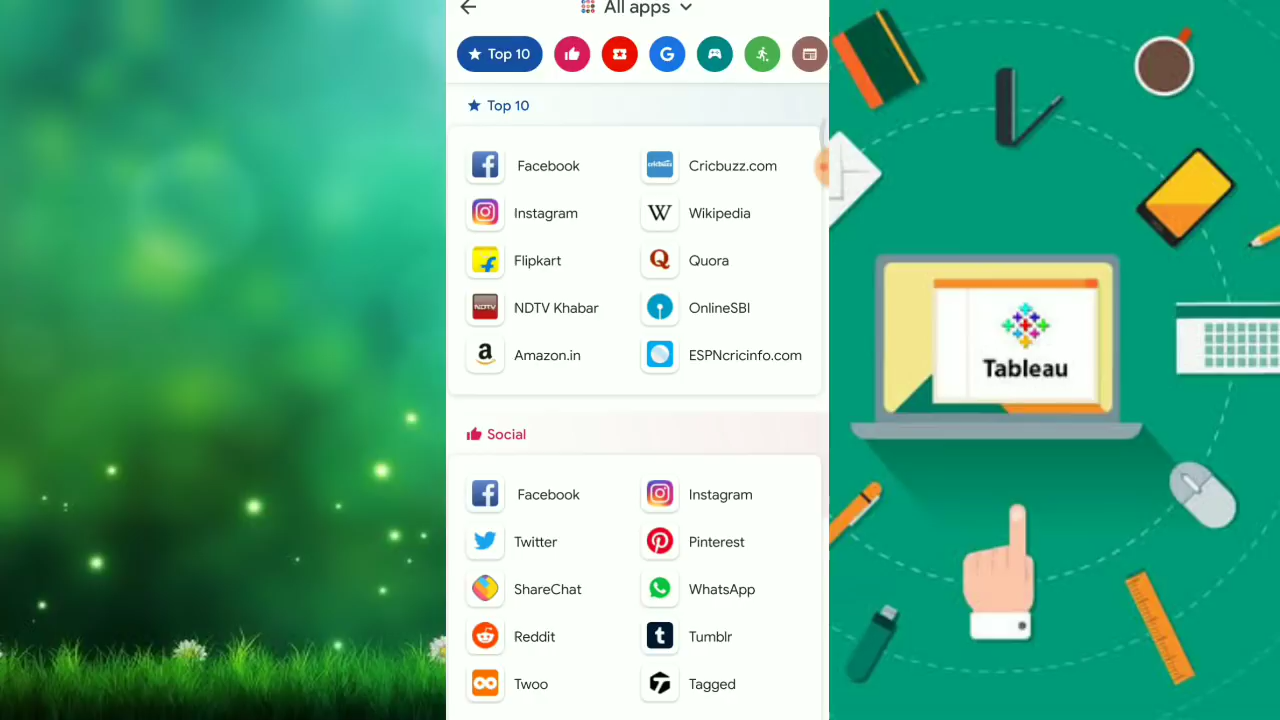 All apps
Top 10
Top 10
Facebook
Cricbuzz.com
Instagram
Wikipedia
Flipkart
Quora
NDTV Khabar
OnlineSBI
Amazon.in
ESPNcricinfo.com
Social
Facebook
Instagram
Twitter
Pinterest
ShareChat
WhatsApp
Reddit
Tumblr
Twoo
Tagged
Tableau